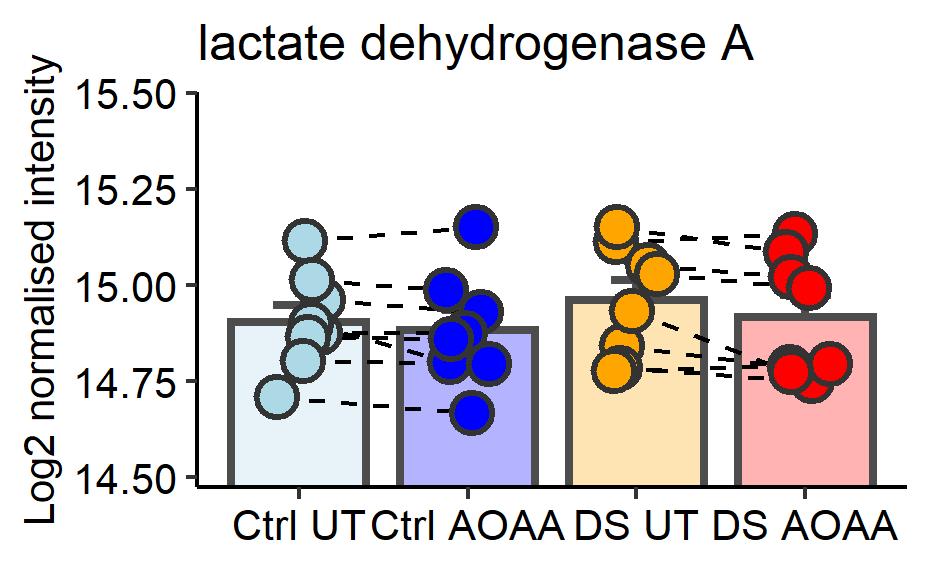 lactate dehydrogenase A
Log2 normalised intensity
15.50
15.25
15.00
14.75
14.50
Ctrl UT Ctrl AOAA DS UT DS AOAA